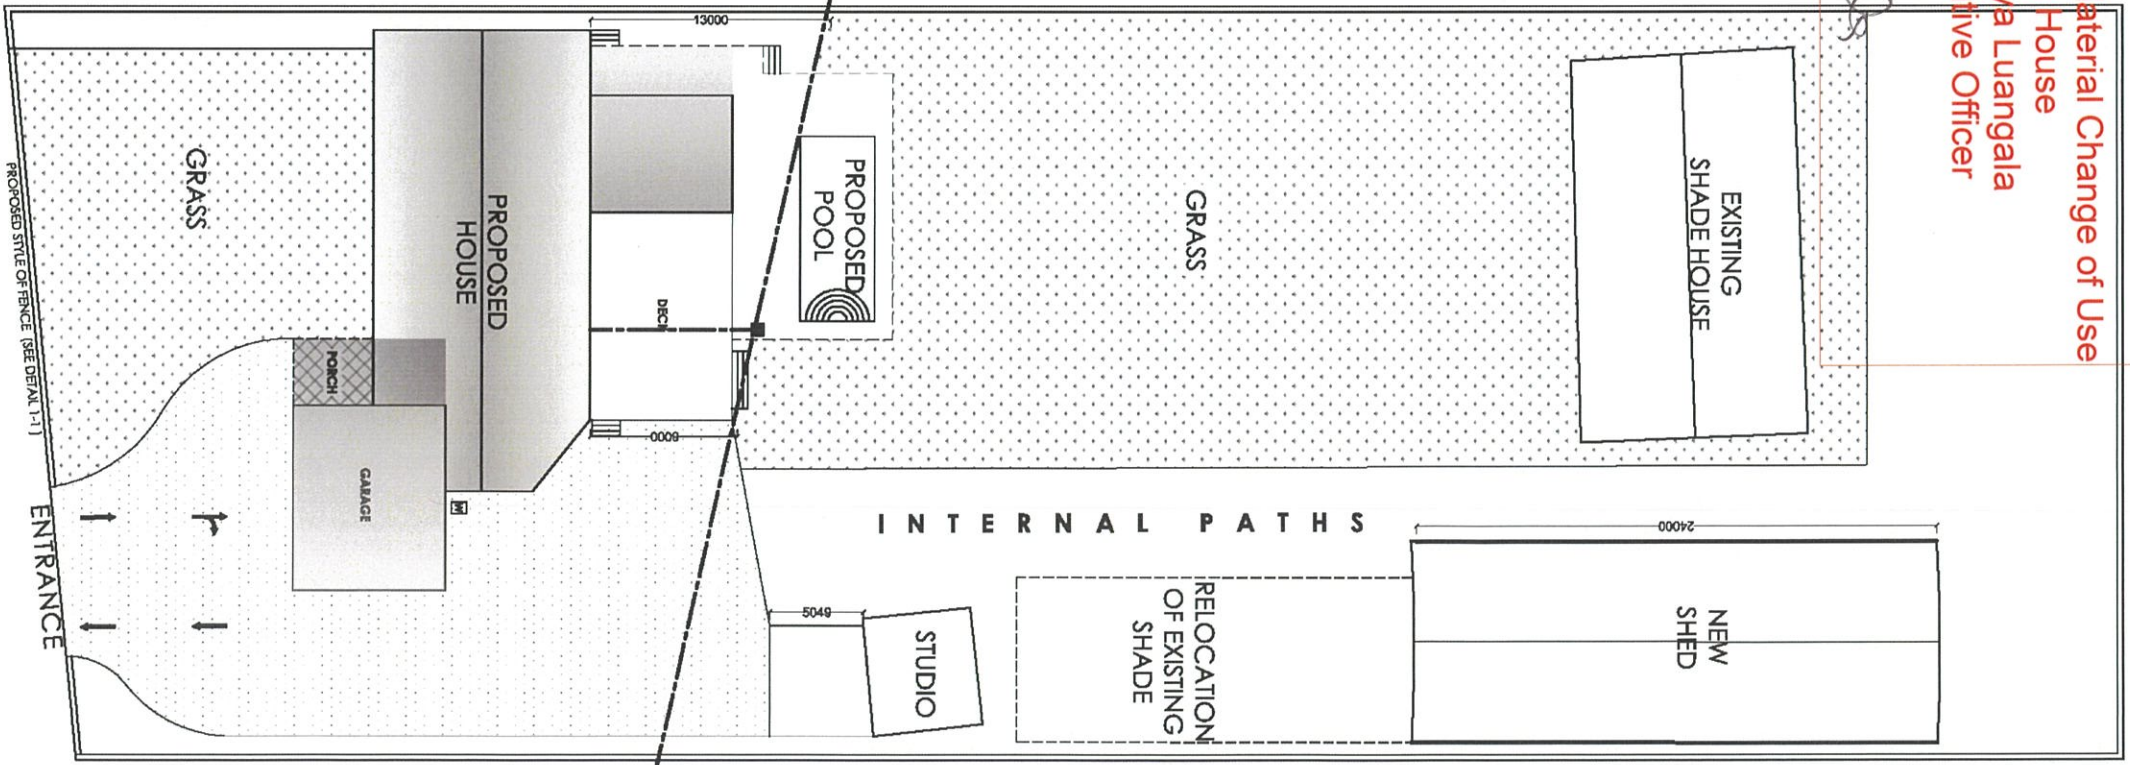 aterial Change of Use
House
va Luangala
tive Officer
13000
GRASS
PROPOSED STYLE OF FENCE (SEE DETAIL 1-1)
PROPOSED
HOUSE
PROPOSED
POOL
DECK
6000
PORCH
GARAGE
M
ENTRANCE
GRASS
EXISTING
SHADE HOUSE
INTERNAL PATHS
24000
5049
STUDIO
RELOCATION
OF EXISTING
SHADE
NEW
SHED